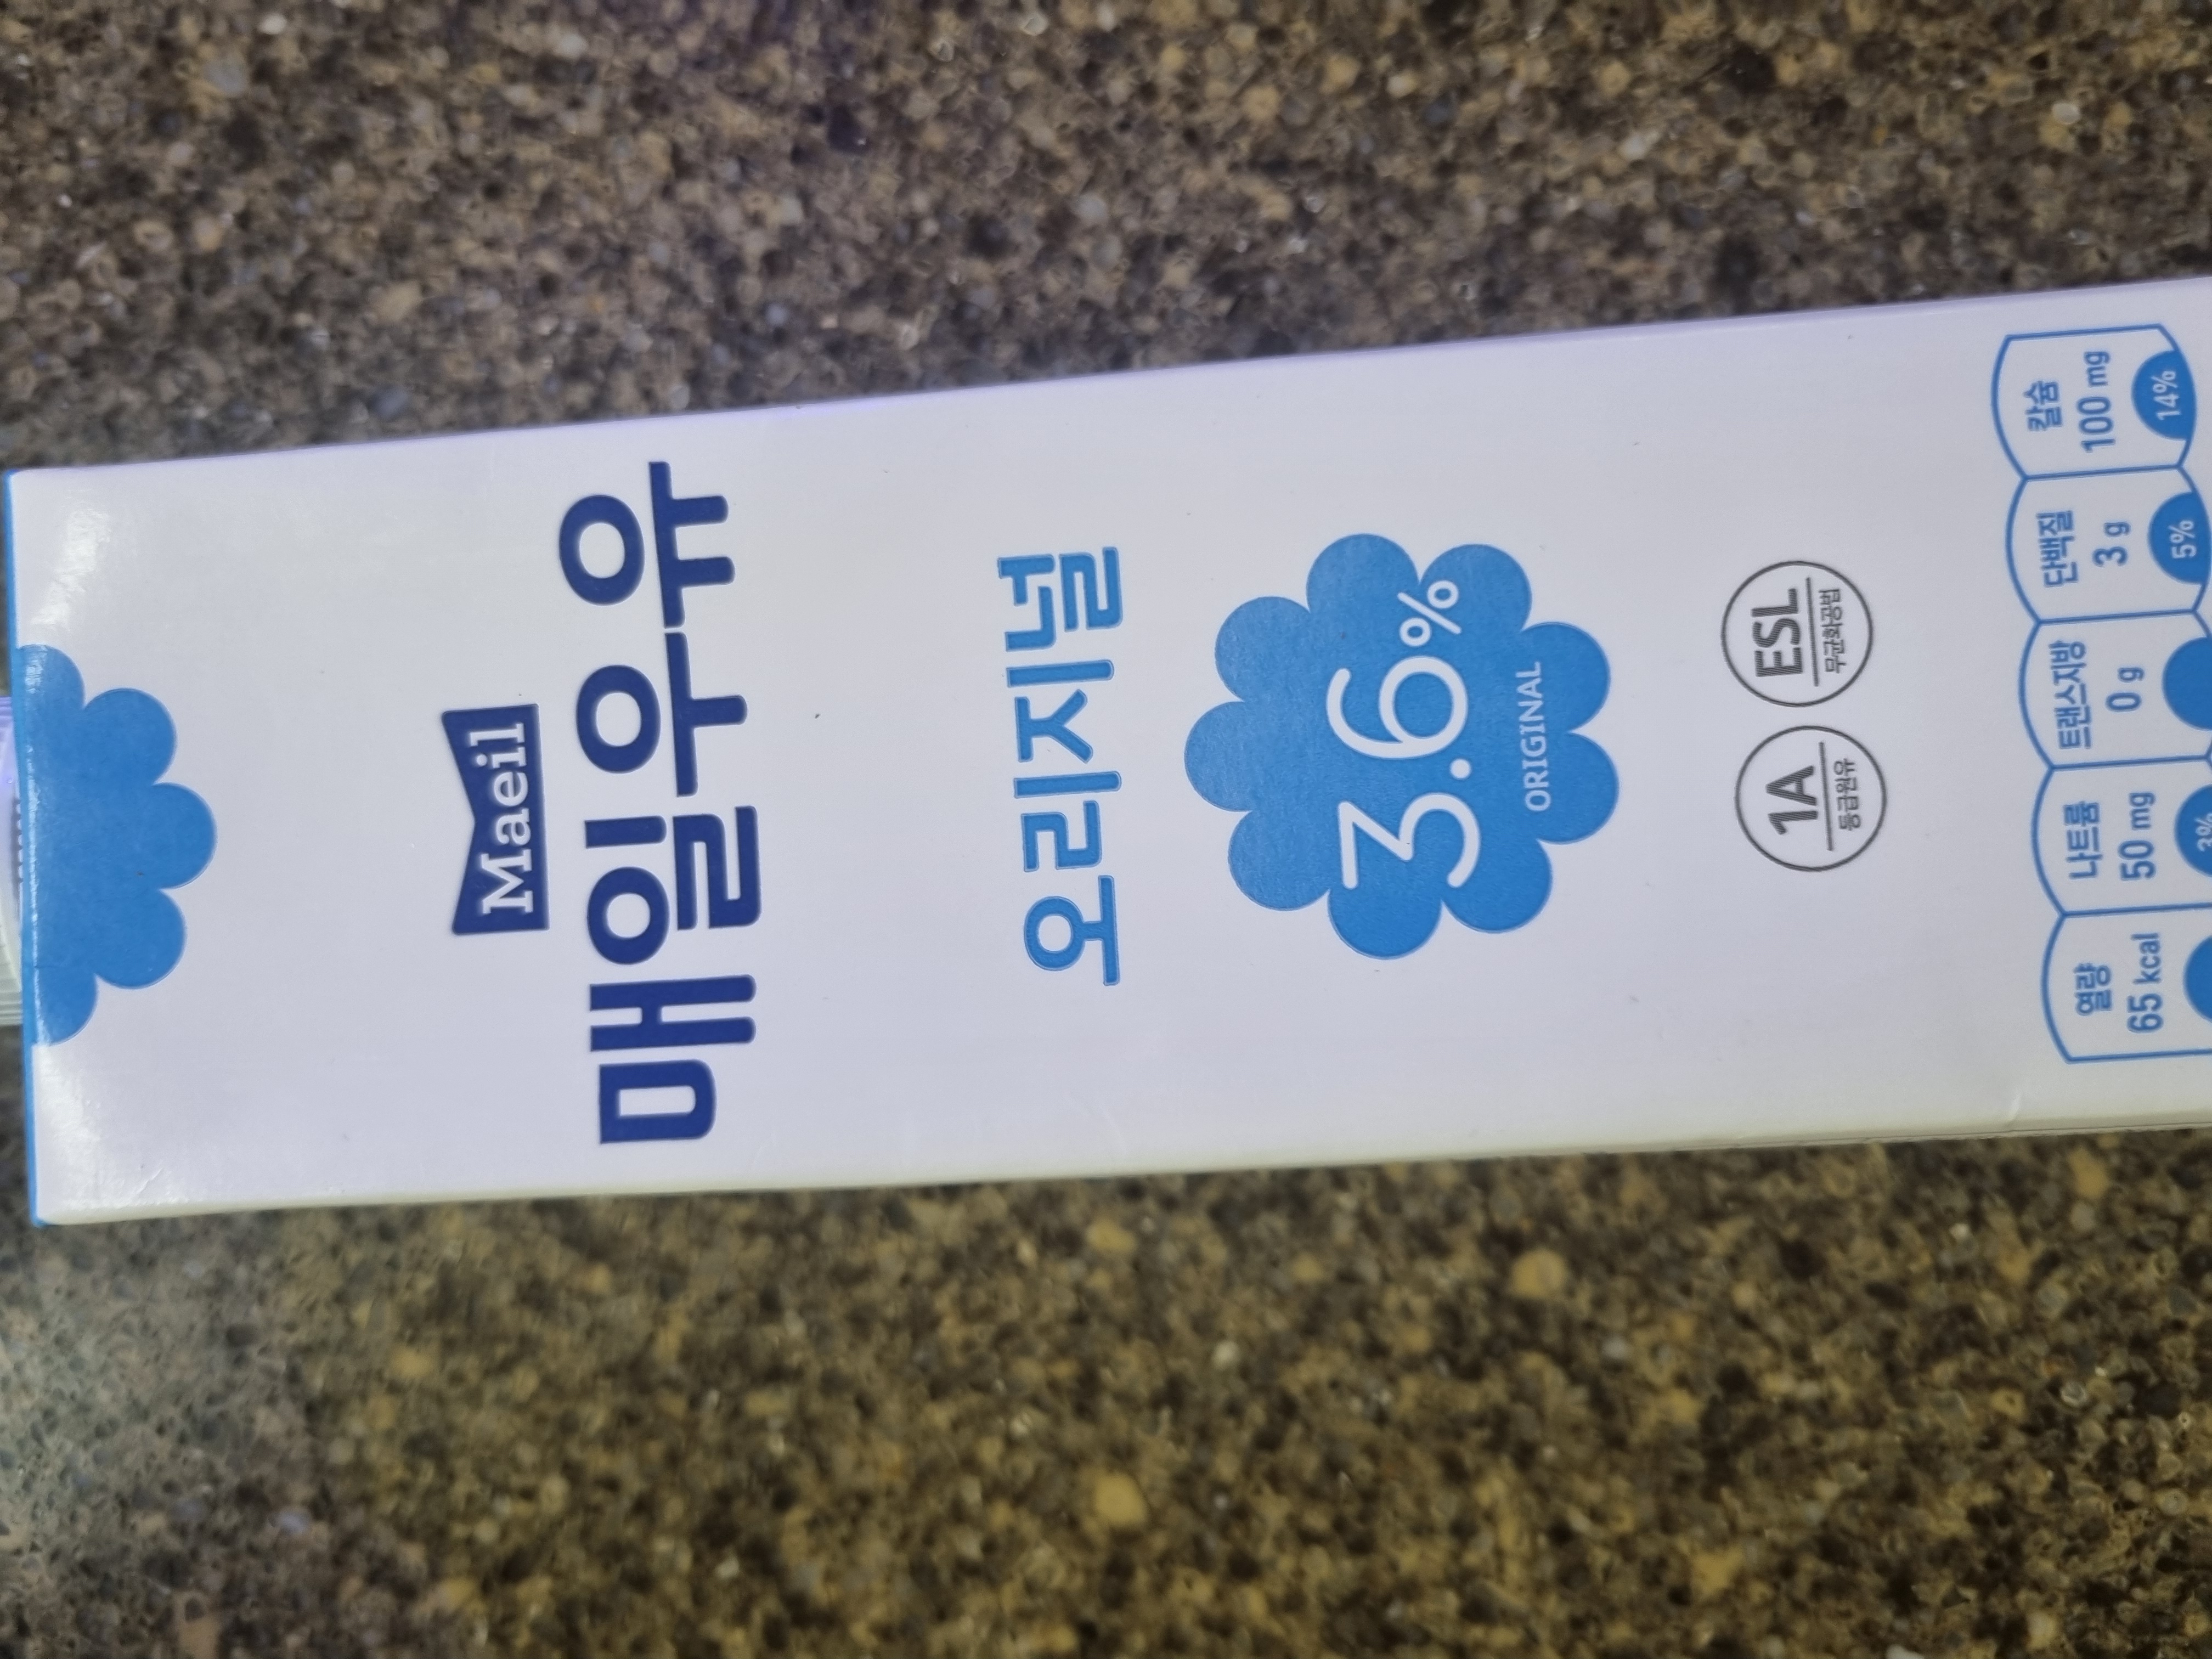 Maeil
매일우유
오리지널
3.6%
ORIGINAL
1A
등급원유
ESL
무균화공법
열량
65 kcal
나트륨
50 mg
3%
트랜스지방
0 g
단백질
3 g
5%
칼슘
100 mg
14%